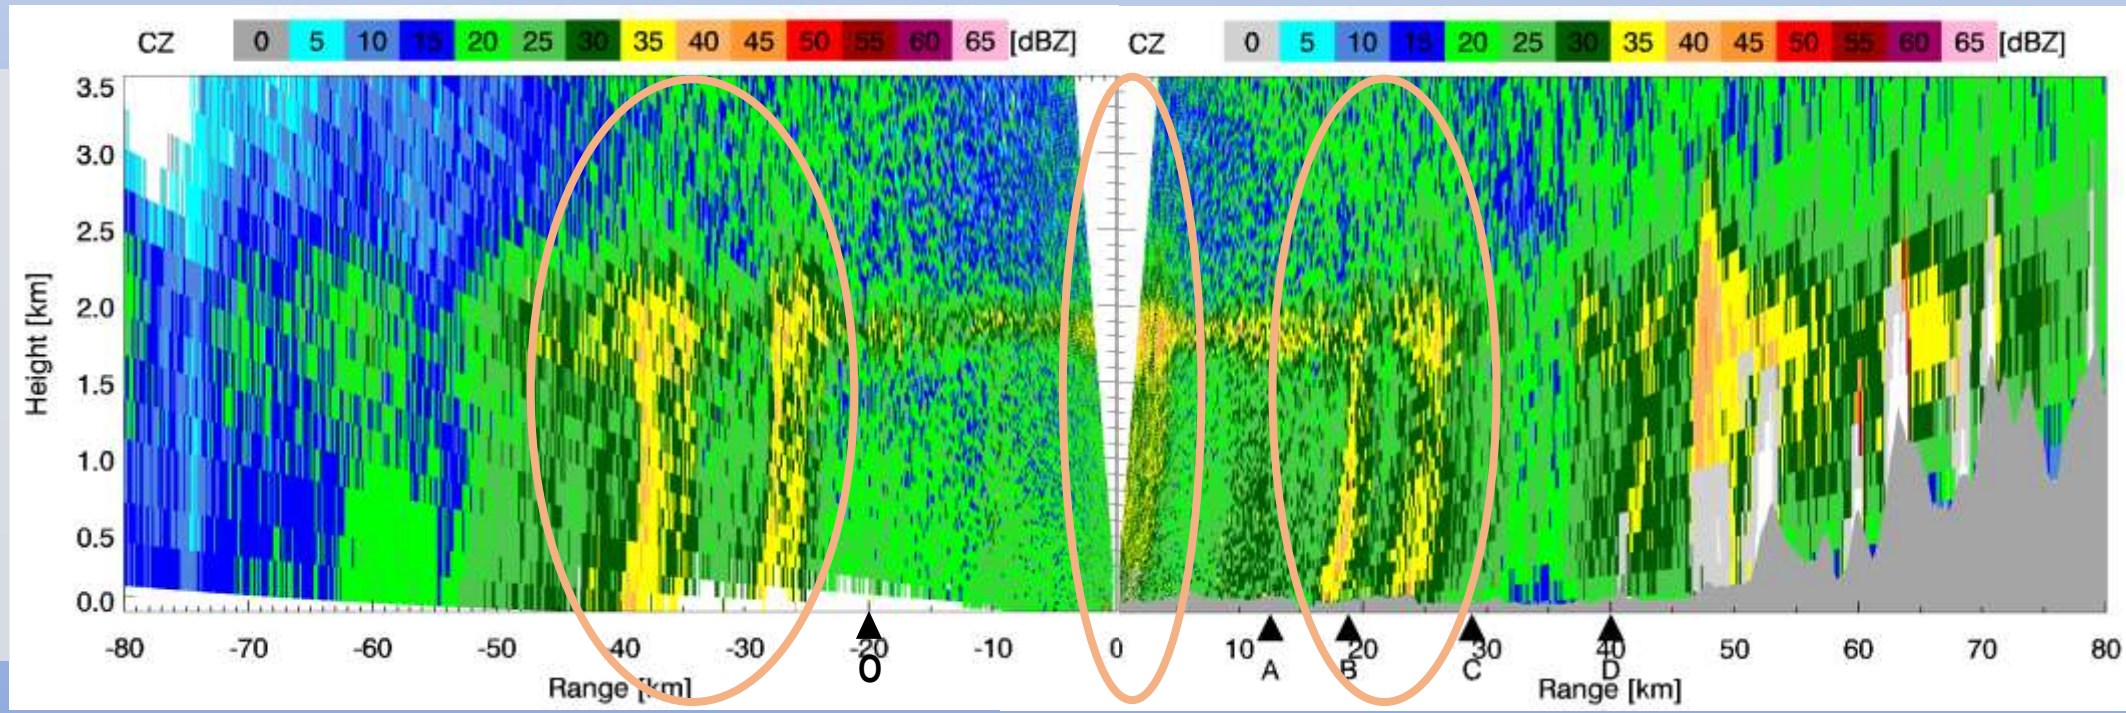 CZ 0 5 10 15 20 25 30 35 40 45 50 55 60 65 [dBZ]
CZ 0 5 10 15 20 25 30 35 40 45 50 55 60 65 [dBZ]
3.5
3.0
2.5
2.0
1.5
1.0
0.5
0.0
Height [km]
-80 -70 -60 -50 -40 -30 -20 -10 0 10 20 30 40 50 60 70 80
O A B C D
Range [km] Range [km]